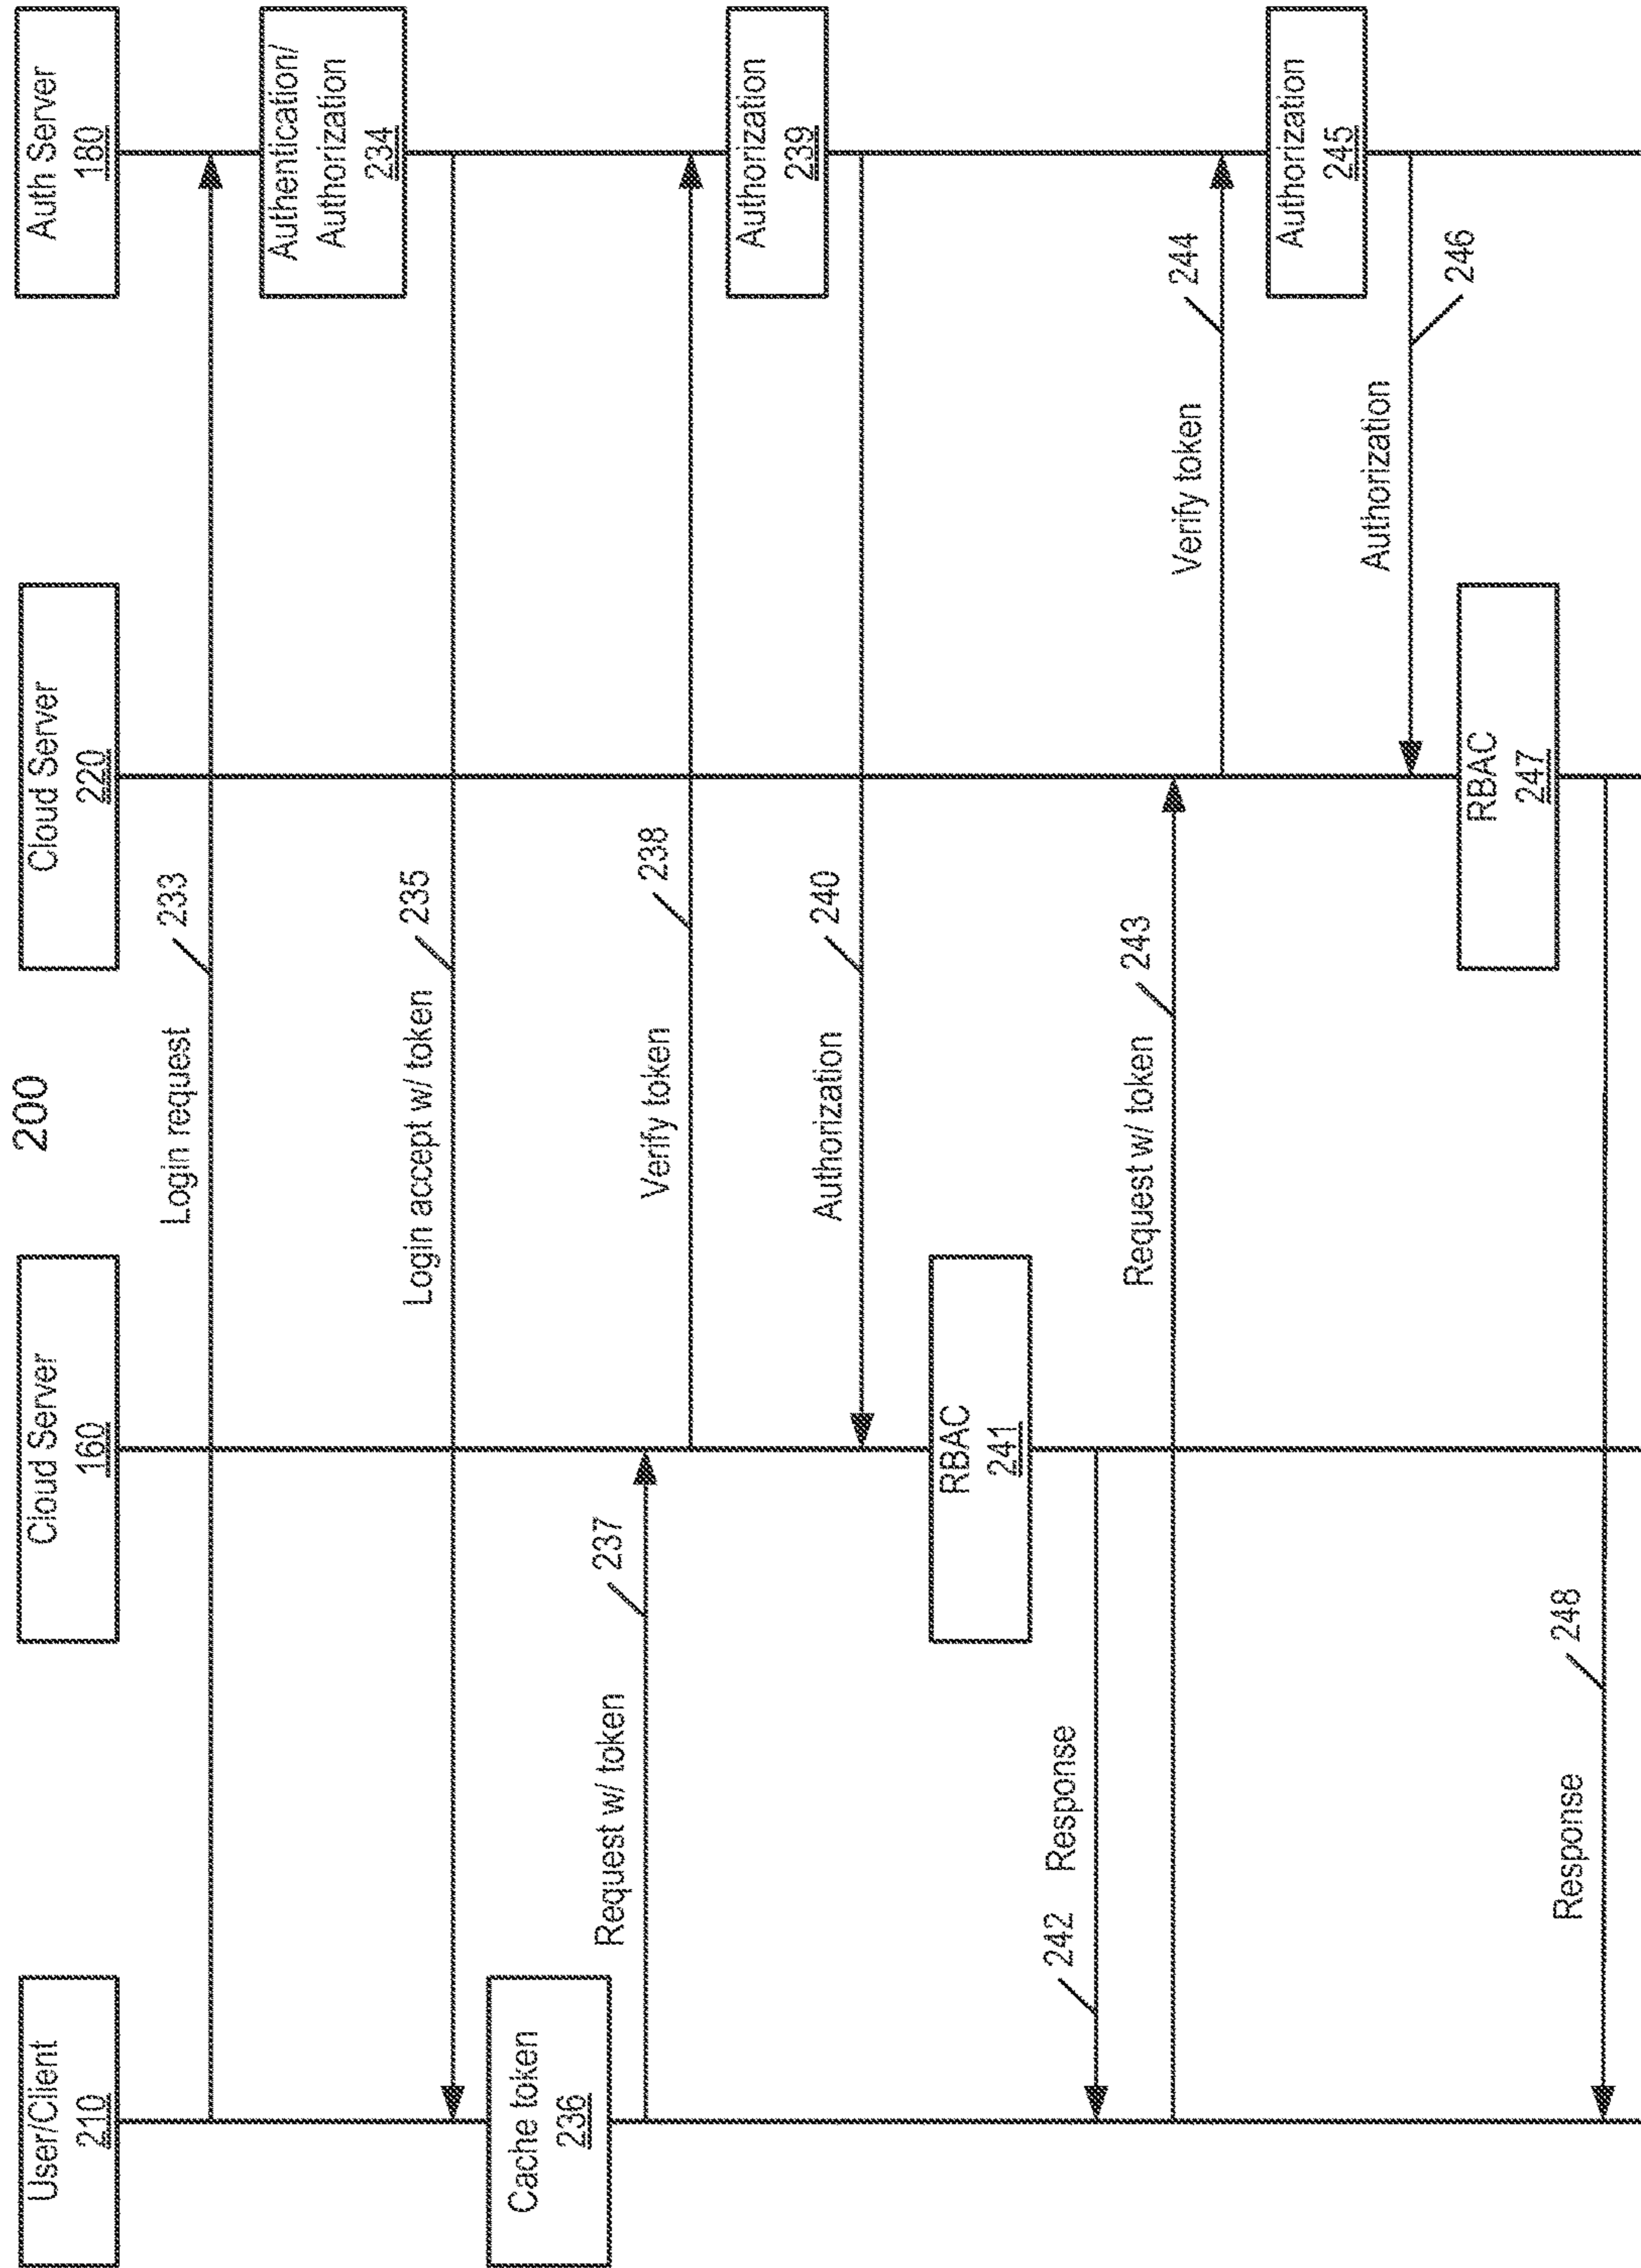 200
User/Client
210
Cloud Server
160
Cloud Server
220
Auth Server
180
Login request
233
Authentication/
Authorization
234
Login accept w/ token
235
Cache token
236
Request w/ token
237
Verify token
238
Authorization
239
Authorization
240
RBAC
241
242
Response
Request w/ token
243
Verify token
244
Authorization
245
Authorization
246
RBAC
247
Response
248